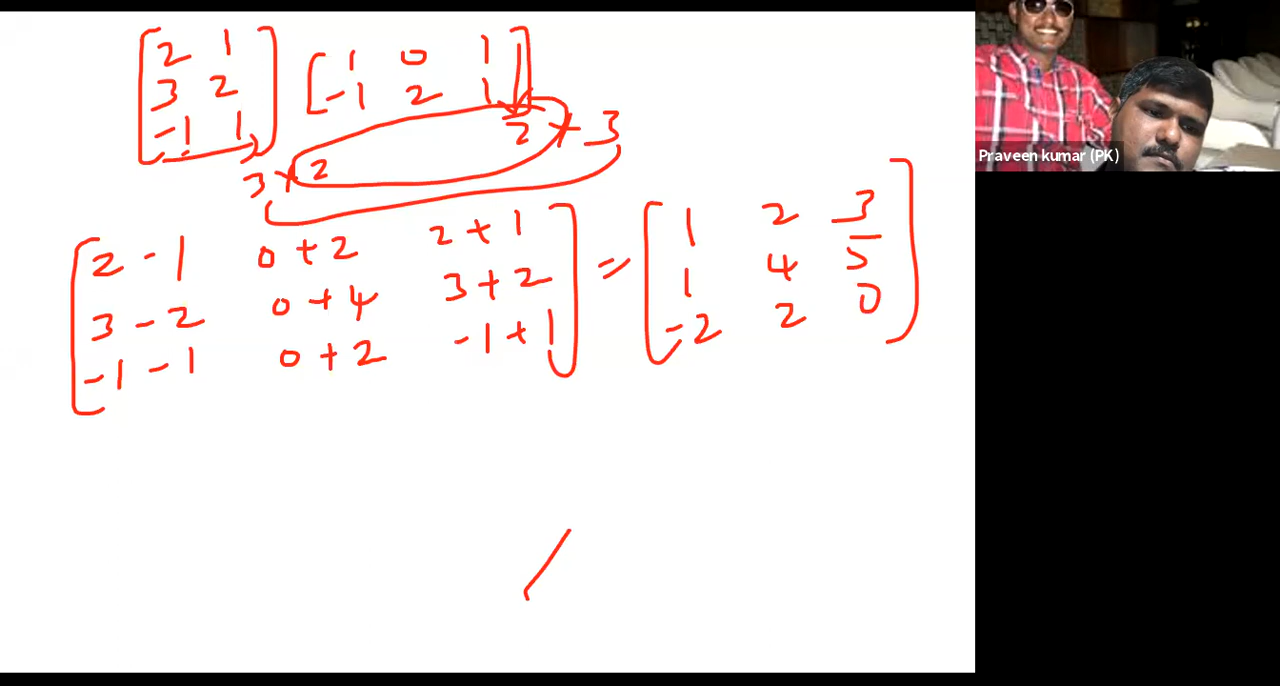 2 1 1 0 1
3 2 -1 2 1
-1 1
2 × 3
3 × 2
2 - 1 0 + 2 2 + 1 = 1 2 3
3 - 2 0 + 4 3 + 2 1 4 5
-1 - 1 0 + 2 -1 + 1 -2 2 0
Praveen kumar (PK)